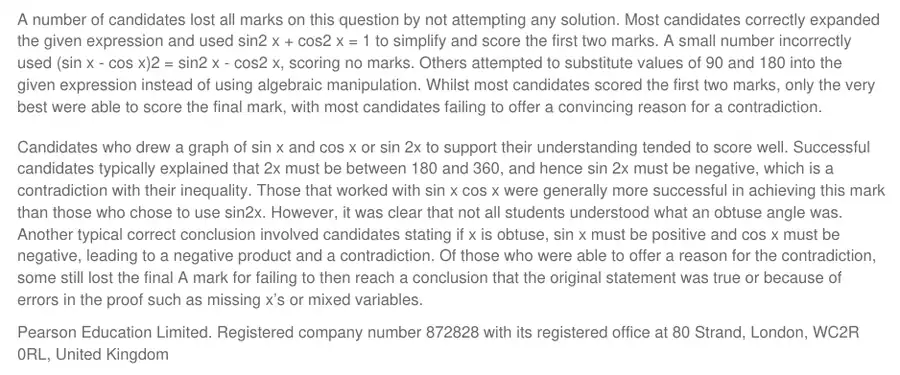 A number of candidates lost all marks on this question by not attempting any solution. Most candidates correctly expanded
the given expression and used sin2 x + cos2 x = 1 to simplify and score the first two marks. A small number incorrectly
used (sin x - cos x)2 = sin2 x - cos2 x, scoring no marks. Others attempted to substitute values of 90 and 180 into the
given expression instead of using algebraic manipulation. Whilst most candidates scored the first two marks, only the very
best were able to score the final mark, with most candidates failing to offer a convincing reason for a contradiction.
Candidates who drew a graph of sin x and cos x or sin 2x to support their understanding tended to score well. Successful
candidates typically explained that 2x must be between 180 and 360, and hence sin 2x must be negative, which is a
contradiction with their inequality. Those that worked with sin x cos x were generally more successful in achieving this mark
than those who chose to use sin2x. However, it was clear that not all students understood what an obtuse angle was.
Another typical correct conclusion involved candidates stating if x is obtuse, sin x must be positive and cos x must be
negative, leading to a negative product and a contradiction. Of those who were able to offer a reason for the contradiction,
some still lost the final A mark for failing to then reach a conclusion that the original statement was true or because of
errors in the proof such as missing x's or mixed variables.
Pearson Education Limited. Registered company number 872828 with its registered office at 80 Strand, London, WC2R
0RL, United Kingdom